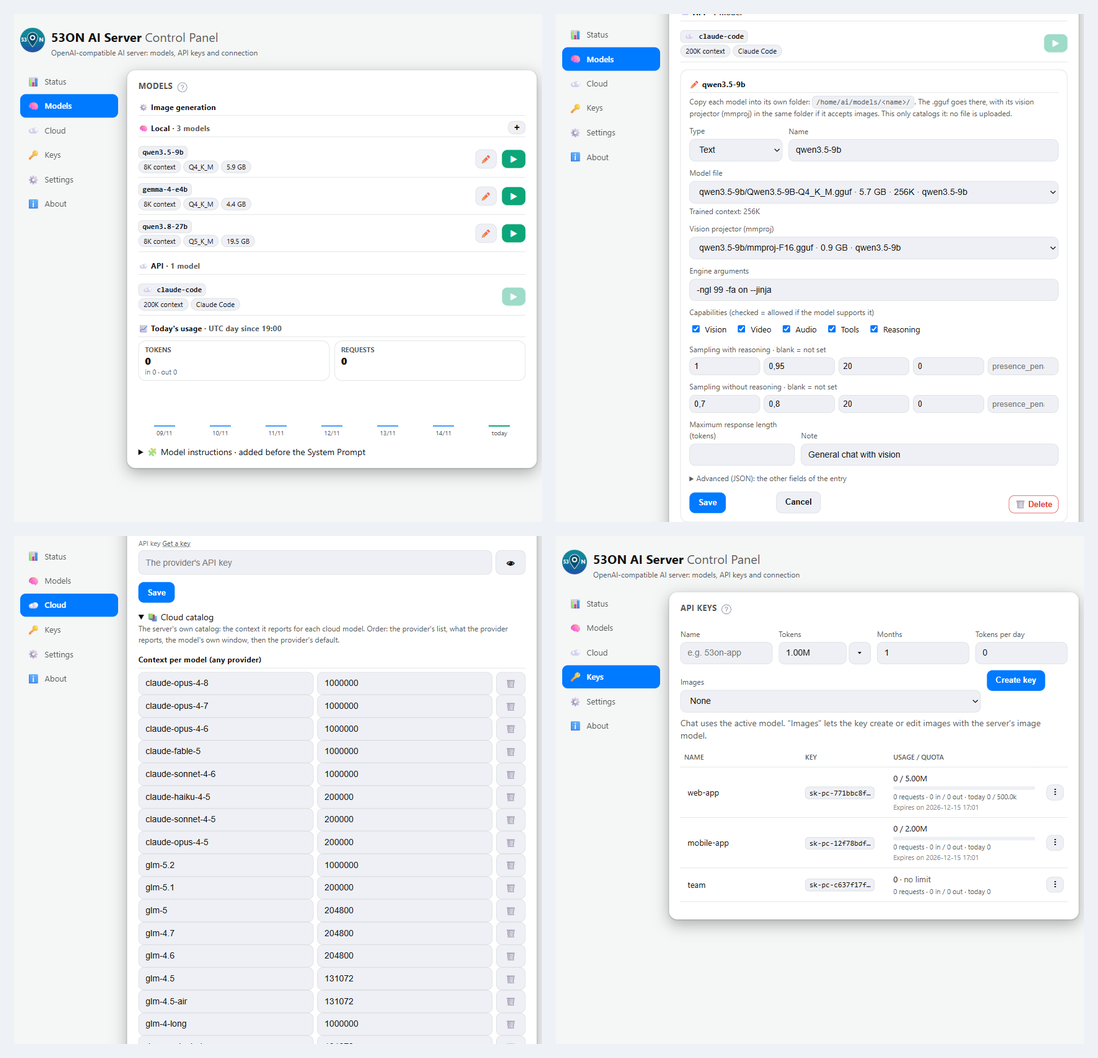 53ON AI Server Control Panel
OpenAI-compatible AI server: models, API keys and connection
Status
Models
Cloud
Keys
Settings
About
MODELS ?
Image generation
Local · 3 models
+
qwen3.5-9b
8K context Q4_K_M 5.9 GB
gemma-4-e4b
8K context Q4_K_M 4.4 GB
qwen3.8-27b
8K context Q5_K_M 19.5 GB
API · 1 model
claude-code
200K context Claude Code
Today's usage · UTC day since 19:00
TOKENS
0
in 0 · out 0
REQUESTS
0
09/11 10/11 11/11 12/11 13/11 14/11 today
Model instructions · added before the System Prompt
Status
Models
Cloud
Keys
Settings
About
claude-code
200K context Claude Code
qwen3.5-9b
Copy each model into its own folder: /home/ai/models/<name>/ . The .gguf goes there, with its vision
projector (mmproj) in the same folder if it accepts images. This only catalogs it: no file is uploaded.
Type Name
Text qwen3.5-9b
Model file
qwen3.5-9b/Qwen3.5-9B-Q4_K_M.gguf · 5.7 GB · 256K · qwen3.5-9b
Trained context: 256K
Vision projector (mmproj)
qwen3.5-9b/mmproj-F16.gguf · 0.9 GB · qwen3.5-9b
Engine arguments
-ngl 99 -fa on --jinja
Capabilities (checked = allowed if the model supports it)
Vision Video Audio Tools Reasoning
Sampling with reasoning · blank = not set
1 0,95 20 0 presence_pen
Sampling without reasoning · blank = not set
0,7 0,8 20 0 presence_pen
Maximum response length
(tokens)
Note
General chat with vision
Advanced (JSON): the other fields of the entry
Save Cancel Delete
Status
Models
Cloud
Keys
Settings
About
API key Get a key
The provider's API key
Save
Cloud catalog
The server's own catalog: the context it reports for each cloud model. Order: the provider's list, what the provider
reports, the model's own window, then the provider's default.
Context per model (any provider)
claude-opus-4-8 1000000
claude-opus-4-7 1000000
claude-opus-4-6 1000000
claude-fable-5 1000000
claude-sonnet-4-6 1000000
claude-haiku-4-5 200000
claude-sonnet-4-5 200000
claude-opus-4-5 200000
glm-5.2 1000000
glm-5.1 200000
glm-5 204800
glm-4.7 204800
glm-4.6 204800
glm-4.5 131072
glm-4.5-air 131072
glm-4-long 1000000
53ON AI Server Control Panel
OpenAI-compatible AI server: models, API keys and connection
Status
Models
Cloud
Keys
Settings
About
API KEYS ?
Name Tokens Months Tokens per day
e.g. 53on-app 1.00M 1 0
Images
None
Create key
Chat uses the active model. "Images" lets the key create or edit images with the server's image
model.
NAME KEY USAGE / QUOTA
web-app sk-pc-771bbc8f… 0 / 5.00M
0 requests · 0 in / 0 out · today 0 / 500.0k
Expires on 2026-12-15 17:01
mobile-app sk-pc-12f78bdf… 0 / 2.00M
0 requests · 0 in / 0 out · today 0
Expires on 2026-12-15 17:01
team sk-pc-c637f17f… 0 · no limit
0 requests · 0 in / 0 out · today 0